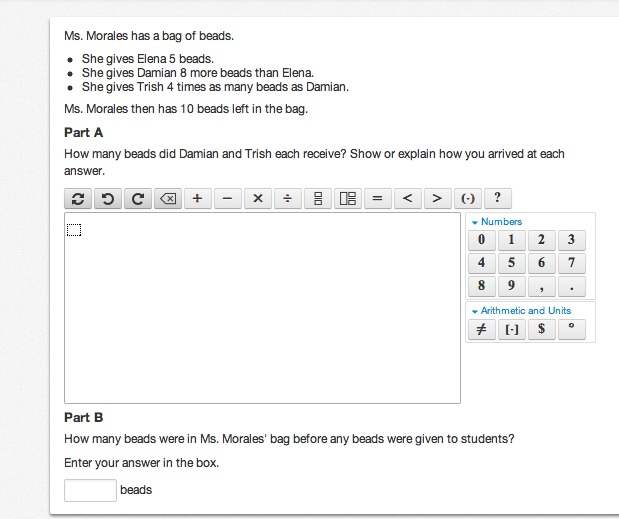 Ms. Morales has a bag of beads.
• She gives Elena 5 beads.
• She gives Damian 8 more beads than Elena.
• She gives Trish 4 times as many beads as Damian.
Ms. Morales then has 10 beads left in the bag.
Part A
How many beads did Damian and Trish each receive? Show or explain how you arrived at each
answer.
+ − × ÷ = < > (·) ?
Numbers
0 1 2 3
4 5 6 7
8 9 , .
Arithmetic and Units
≠ [·] $ °
Part B
How many beads were in Ms. Morales' bag before any beads were given to students?
Enter your answer in the box.
beads